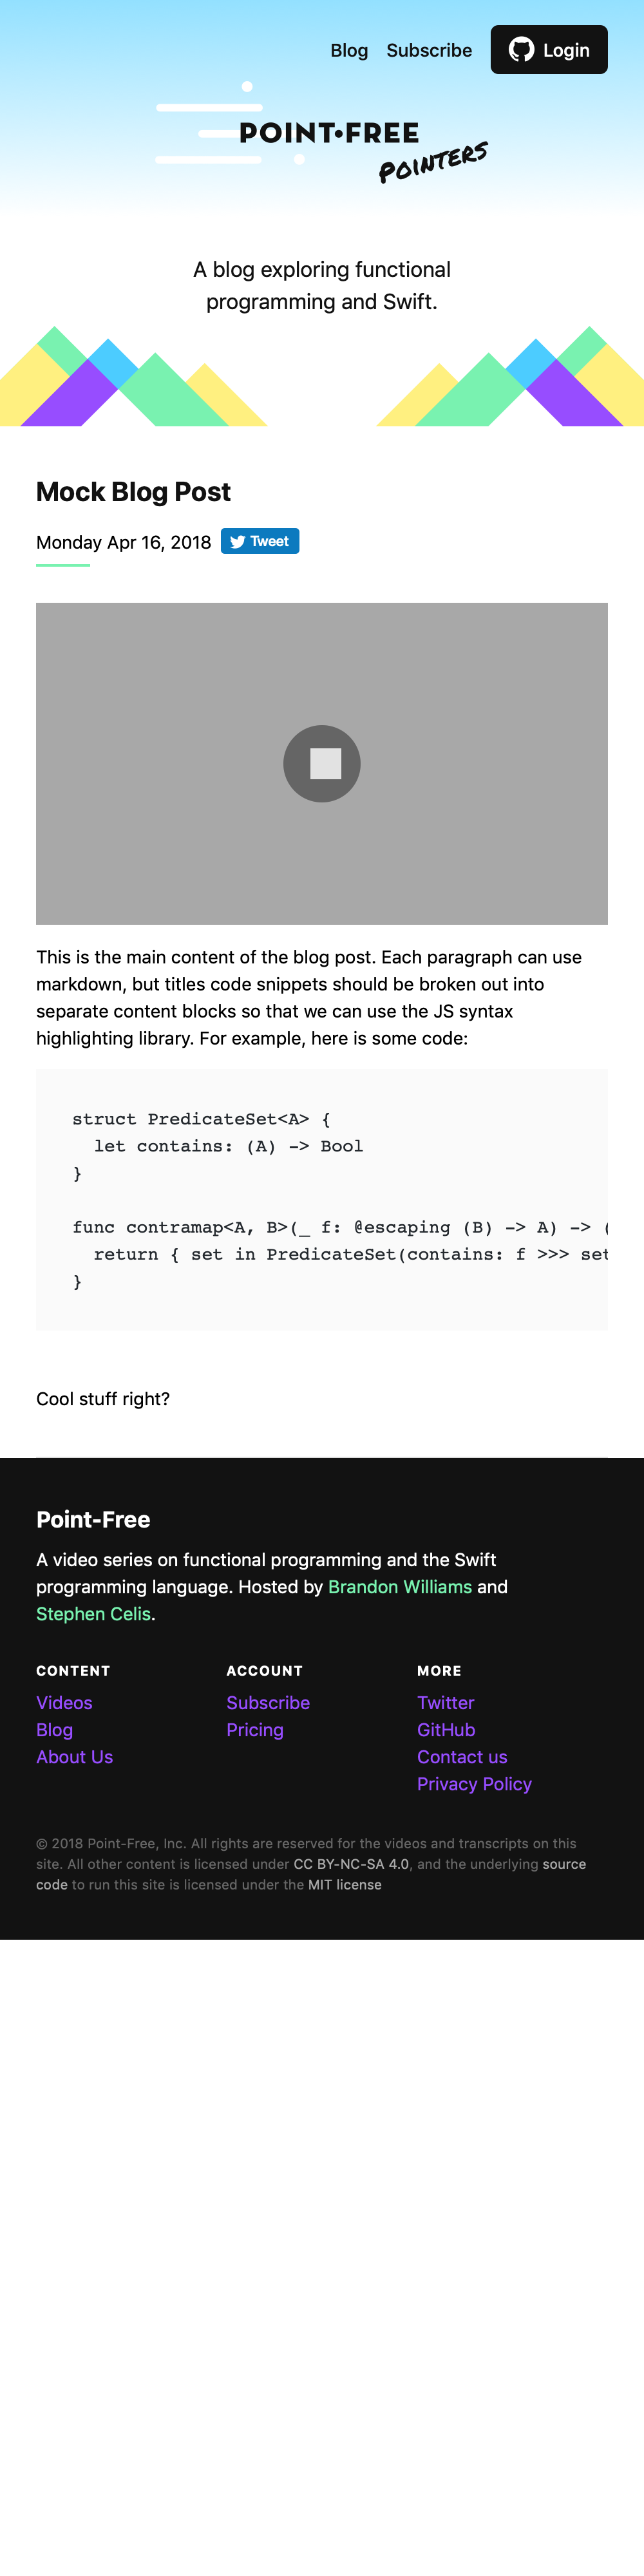 Blog Subscribe Login
POINT•FREE
POINTERS
A blog exploring functional
programming and Swift.
Mock Blog Post
Monday Apr 16, 2018 Tweet
This is the main content of the blog post. Each paragraph can use
markdown, but titles code snippets should be broken out into
separate content blocks so that we can use the JS syntax
highlighting library. For example, here is some code:
struct PredicateSet<A> {
  let contains: (A) -> Bool
}
func contramap<A, B>(_ f: @escaping (B) -> A) -> (
  return { set in PredicateSet(contains: f >>> set
}
Cool stuff right?
Point-Free
A video series on functional programming and the Swift
programming language. Hosted by Brandon Williams and
Stephen Celis.
CONTENT ACCOUNT MORE
Videos Subscribe Twitter
Blog Pricing GitHub
About Us Contact us
Privacy Policy
© 2018 Point-Free, Inc. All rights are reserved for the videos and transcripts on this
site. All other content is licensed under CC BY-NC-SA 4.0, and the underlying source
code to run this site is licensed under the MIT license